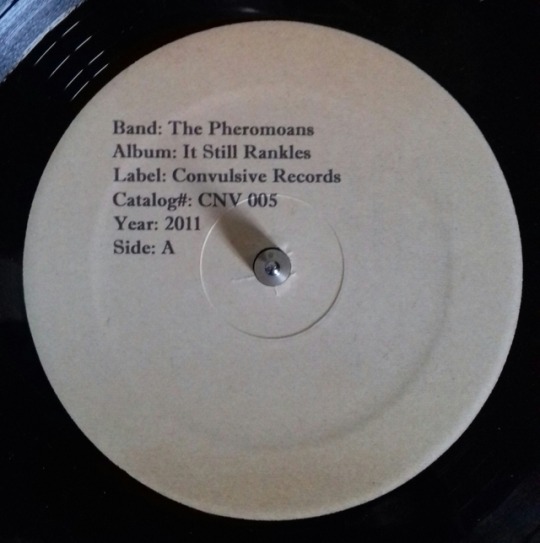 Band: The Pheromoans
Album: It Still Rankles
Label: Convulsive Records
Catalog#: CNV 005
Year: 2011
Side: A